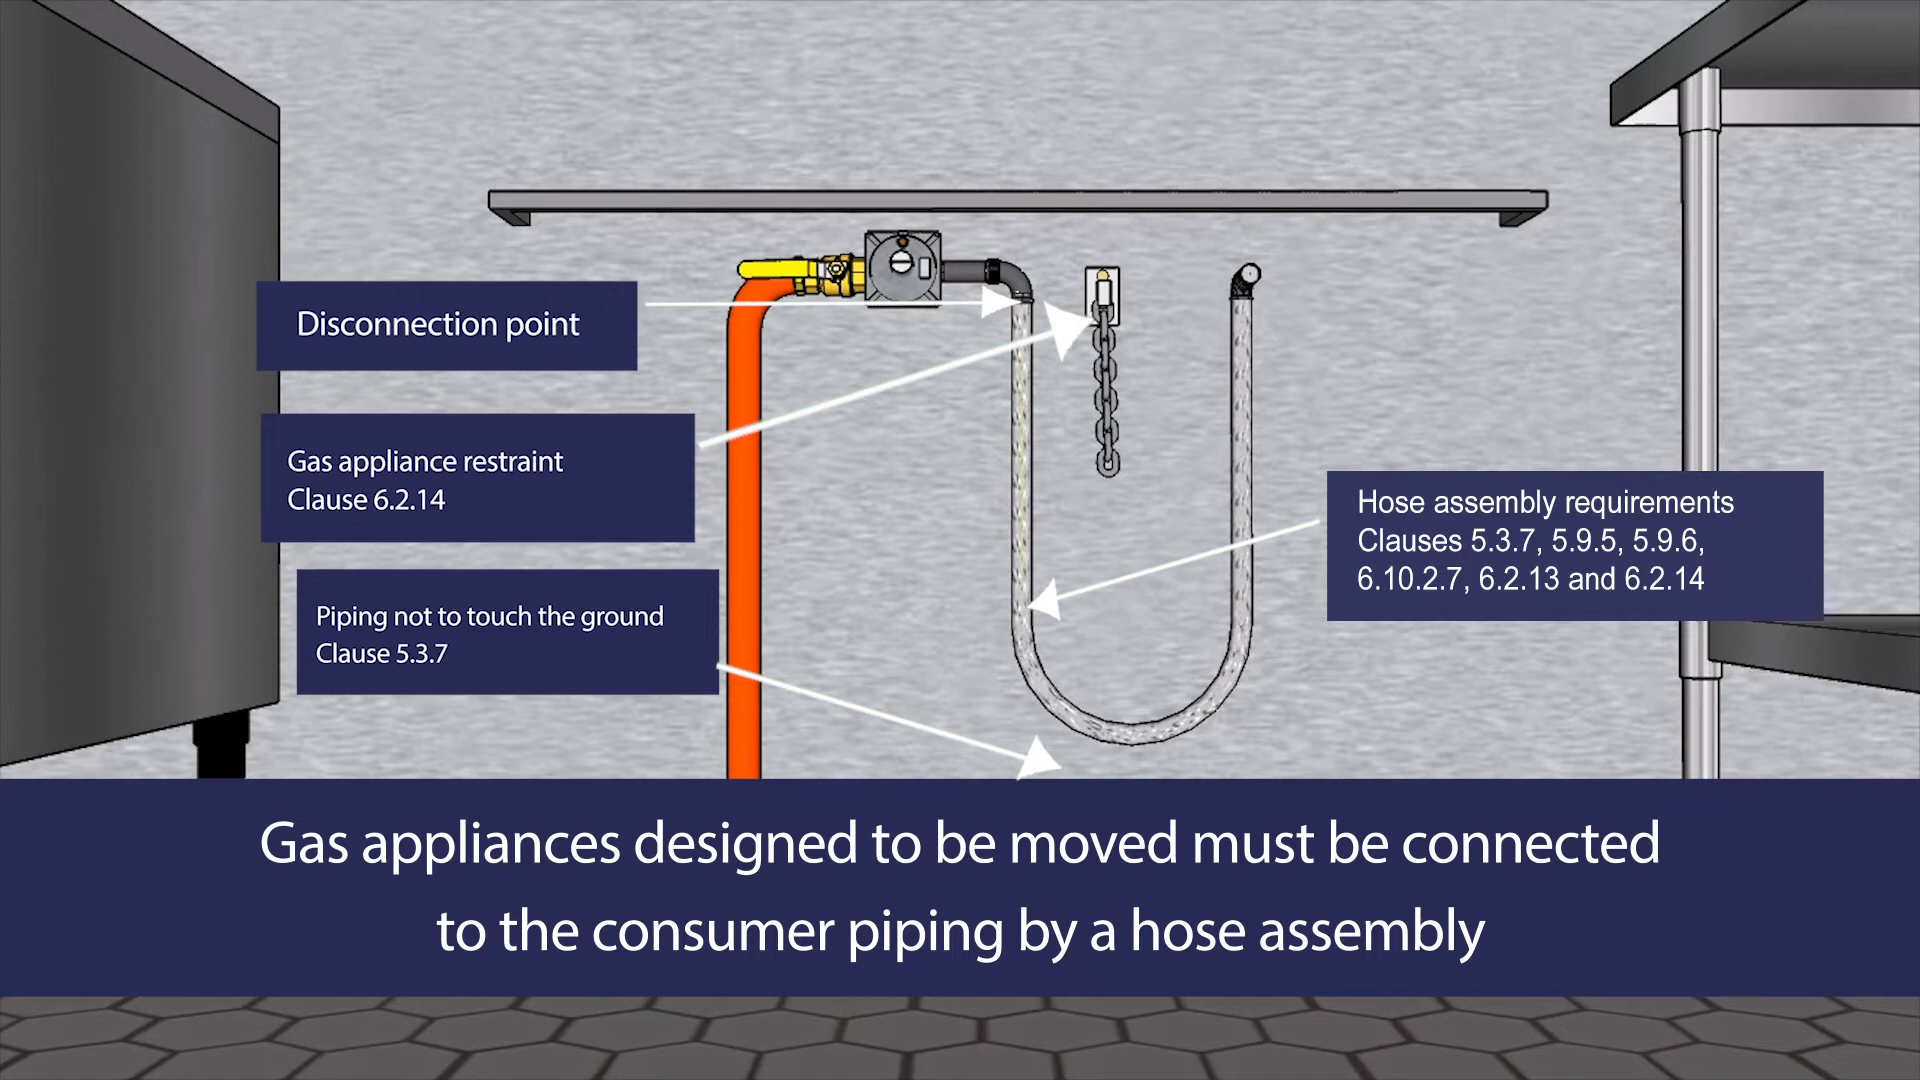 Disconnection point
Gas appliance restraint
Clause 6.2.14
Hose assembly requirements
Clauses 5.3.7, 5.9.5, 5.9.6,
6.10.2.7, 6.2.13 and 6.2.14
Piping not to touch the ground
Clause 5.3.7
Gas appliances designed to be moved must be connected
to the consumer piping by a hose assembly